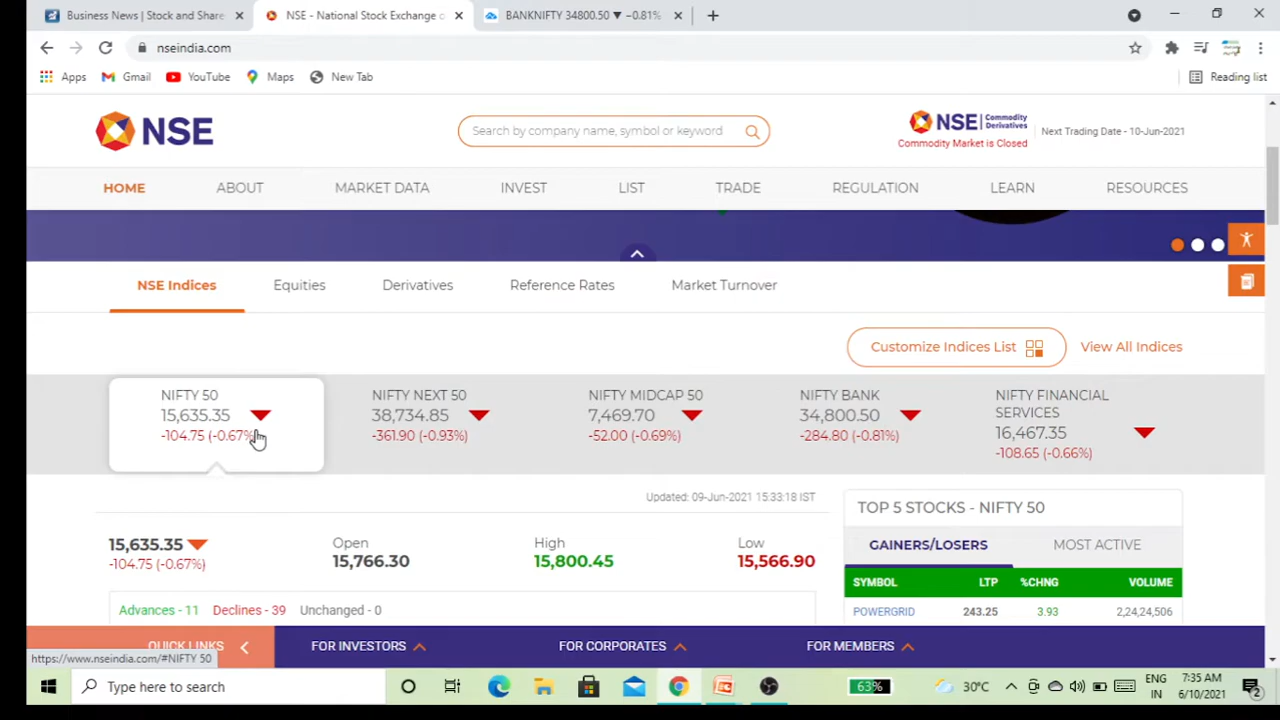 Business News | Stock and Share
NSE - National Stock Exchange o
BANKNIFTY 34800.50 ▼ −0.81%
nseindia.com
Apps
Gmail
YouTube
Maps
New Tab
Reading list
NSE
Search by company name, symbol or keyword
NSE | Commodity Derivatives
Commodity Market is Closed
Next Trading Date - 10-Jun-2021
HOME
ABOUT
MARKET DATA
INVEST
LIST
TRADE
REGULATION
LEARN
RESOURCES
NSE Indices
Equities
Derivatives
Reference Rates
Market Turnover
Customize Indices List
View All Indices
NIFTY 50
15,635.35
-104.75 (-0.67%)
NIFTY NEXT 50
38,734.85
-361.90 (-0.93%)
NIFTY MIDCAP 50
7,469.70
-52.00 (-0.69%)
NIFTY BANK
34,800.50
-284.80 (-0.81%)
NIFTY FINANCIAL
SERVICES
16,467.35
-108.65 (-0.66%)
Updated: 09-Jun-2021 15:33:18 IST
15,635.35
-104.75 (-0.67%)
Open
15,766.30
High
15,800.45
Low
15,566.90
Advances - 11
Declines - 39
Unchanged - 0
TOP 5 STOCKS - NIFTY 50
GAINERS/LOSERS
MOST ACTIVE
SYMBOL LTP %CHNG VOLUME
POWERGRID 243.25 3.93 2,24,24,506
QUICK LINKS
FOR INVESTORS
FOR CORPORATES
FOR MEMBERS
https://www.nseindia.com/#NIFTY 50
Type here to search
63%
30°C
ENG
IN
7:35 AM
6/10/2021
2